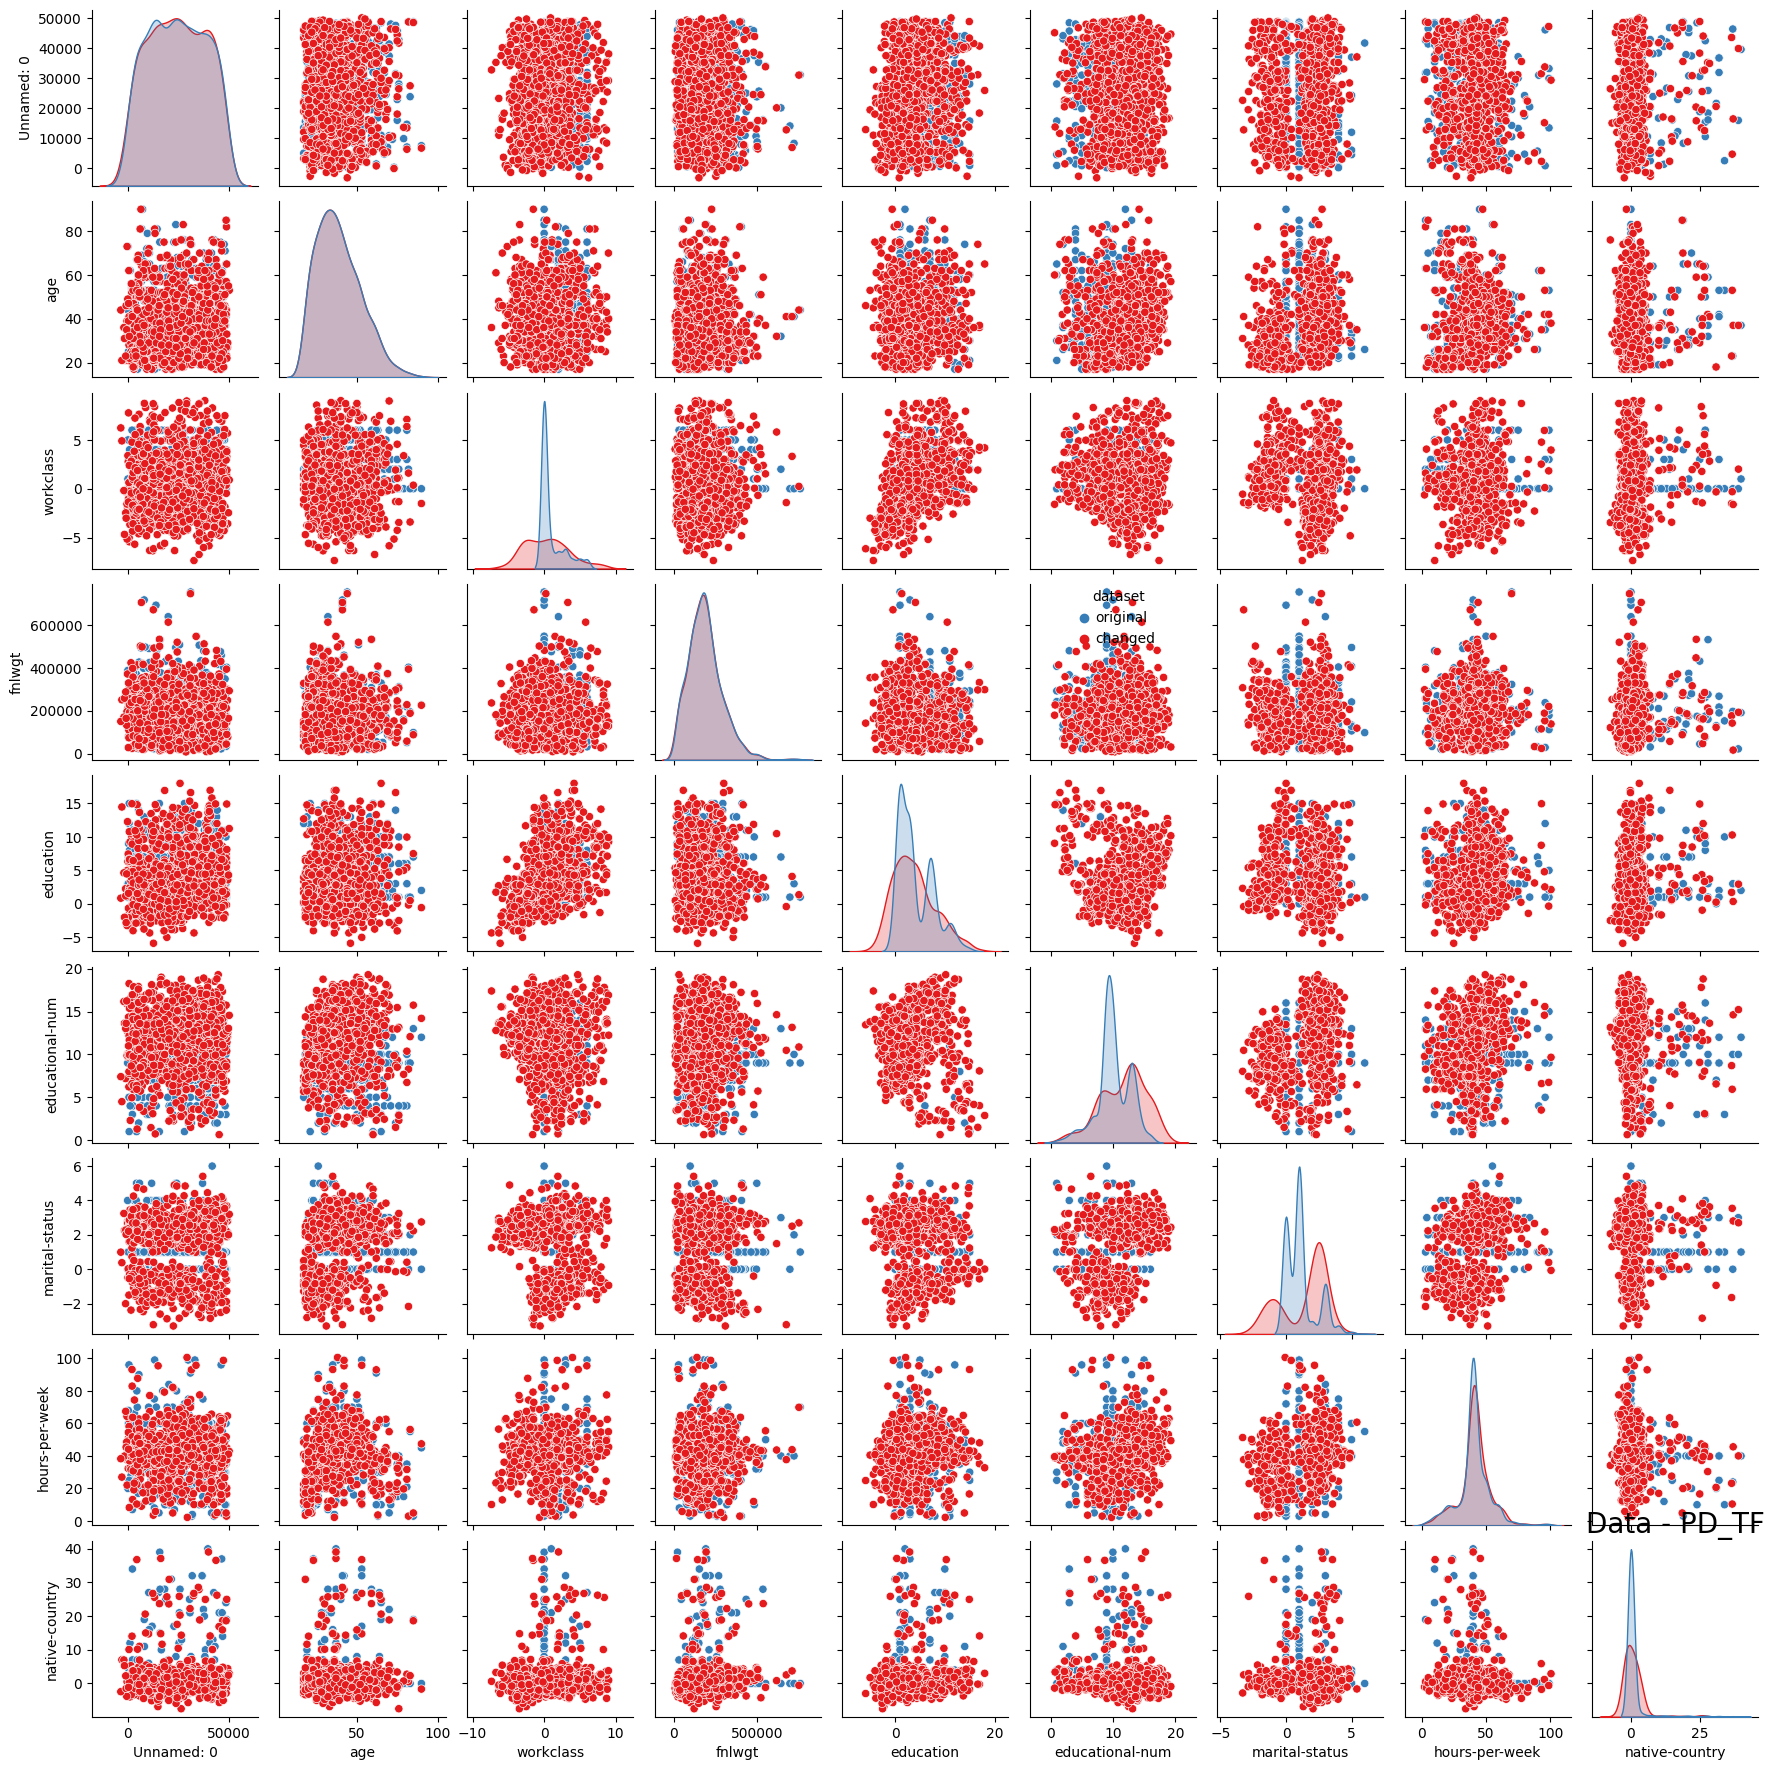 50000
40000
30000
20000
10000
0
Unnamed: 0
80
60
40
20
age
5
0
−5
workclass
600000
400000
200000
0
fnlwgt
dataset
original
changed
15
10
5
0
−5
education
20
15
10
5
0
educational-num
6
4
2
0
−2
marital-status
100
80
60
40
20
0
hours-per-week
Data - PD_TF
40
30
20
10
0
native-country
0 50000
50 100
−10 0 10
0 500000
0 20
0 10 20
−5 0 5
0 50 100
0 25
Unnamed: 0 age workclass fnlwgt education educational-num marital-status hours-per-week native-country